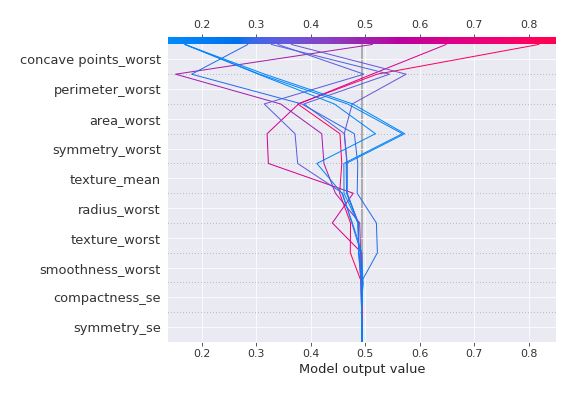 0.2 0.3 0.4 0.5 0.6 0.7 0.8
concave points_worst
perimeter_worst
area_worst
symmetry_worst
texture_mean
radius_worst
texture_worst
smoothness_worst
compactness_se
symmetry_se
0.2 0.3 0.4 0.5 0.6 0.7 0.8
Model output value